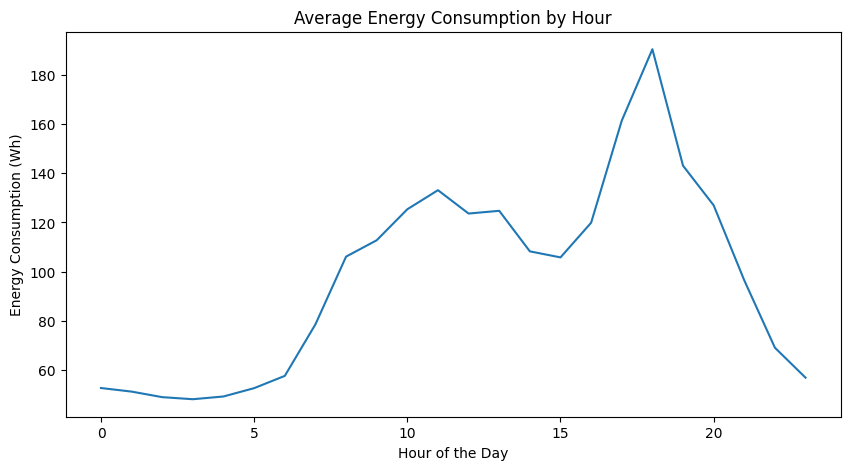 Average Energy Consumption by Hour
Energy Consumption (Wh)
180
160
140
120
100
80
60
0 5 10 15 20
Hour of the Day